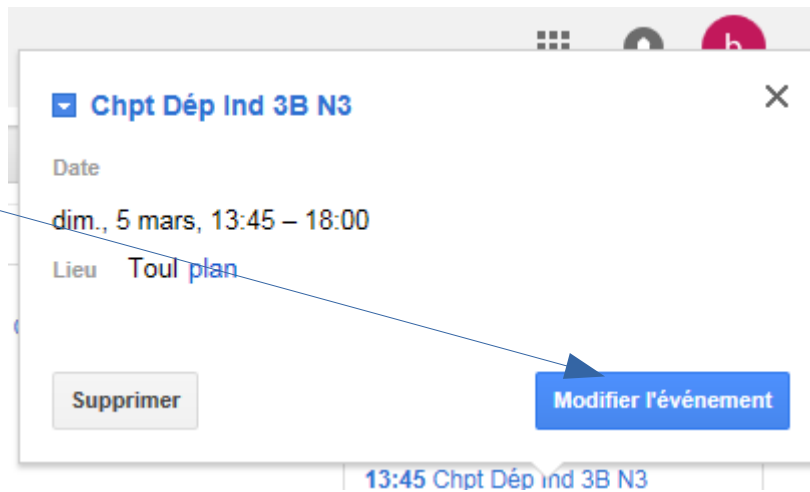 b
Chpt Dép Ind 3B N3
Date
dim., 5 mars, 13:45 – 18:00
Lieu Toul plan
Supprimer Modifier l'événement
13:45 Chpt Dép Ind 3B N3